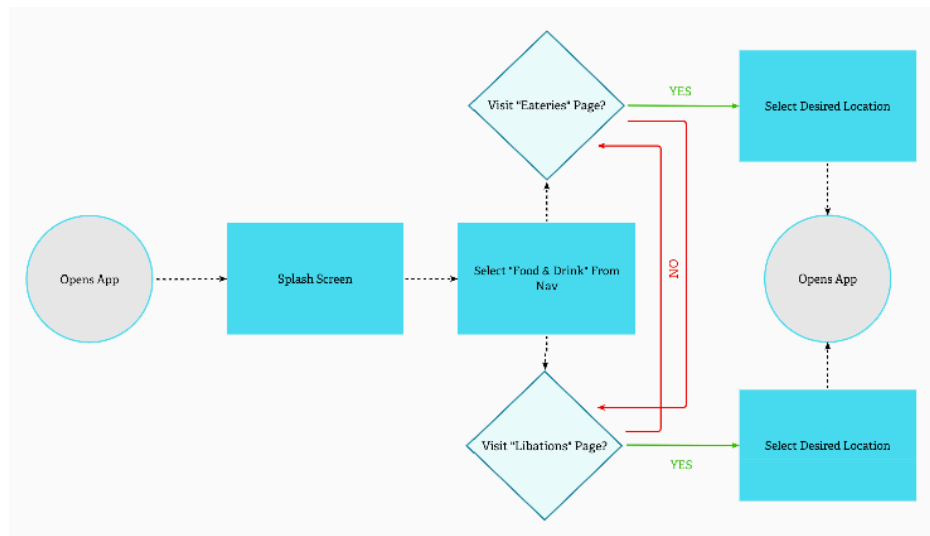 Visit "Eateries" Page?
YES
Select Desired Location
Opens App
Splash Screen
Select "Food & Drink" From
Nav
NO
Opens App
Visit "Libations" Page?
YES
Select Desired Location